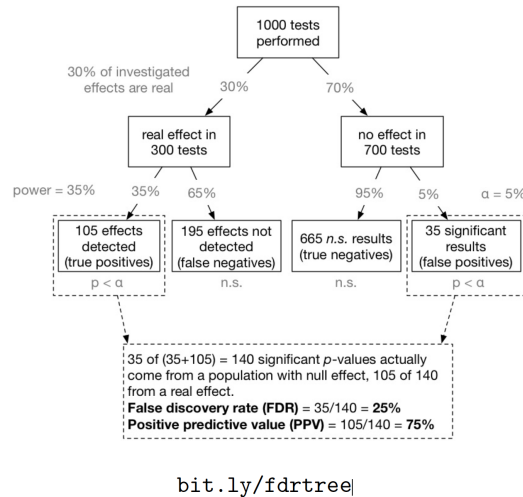 1000 tests
performed
30% of investigated
effects are real
30%
70%
real effect in
300 tests
no effect in
700 tests
power = 35%
35%
65%
95%
5%
α = 5%
105 effects
detected
(true positives)
195 effects not
detected
(false negatives)
665 n.s. results
(true negatives)
35 significant
results
(false positives)
p < α
n.s.
n.s.
p < α
35 of (35+105) = 140 significant p-values actually
come from a population with null effect, 105 of 140
from a real effect.
False discovery rate (FDR) = 35/140 = 25%
Positive predictive value (PPV) = 105/140 = 75%
bit.ly/fdrtree